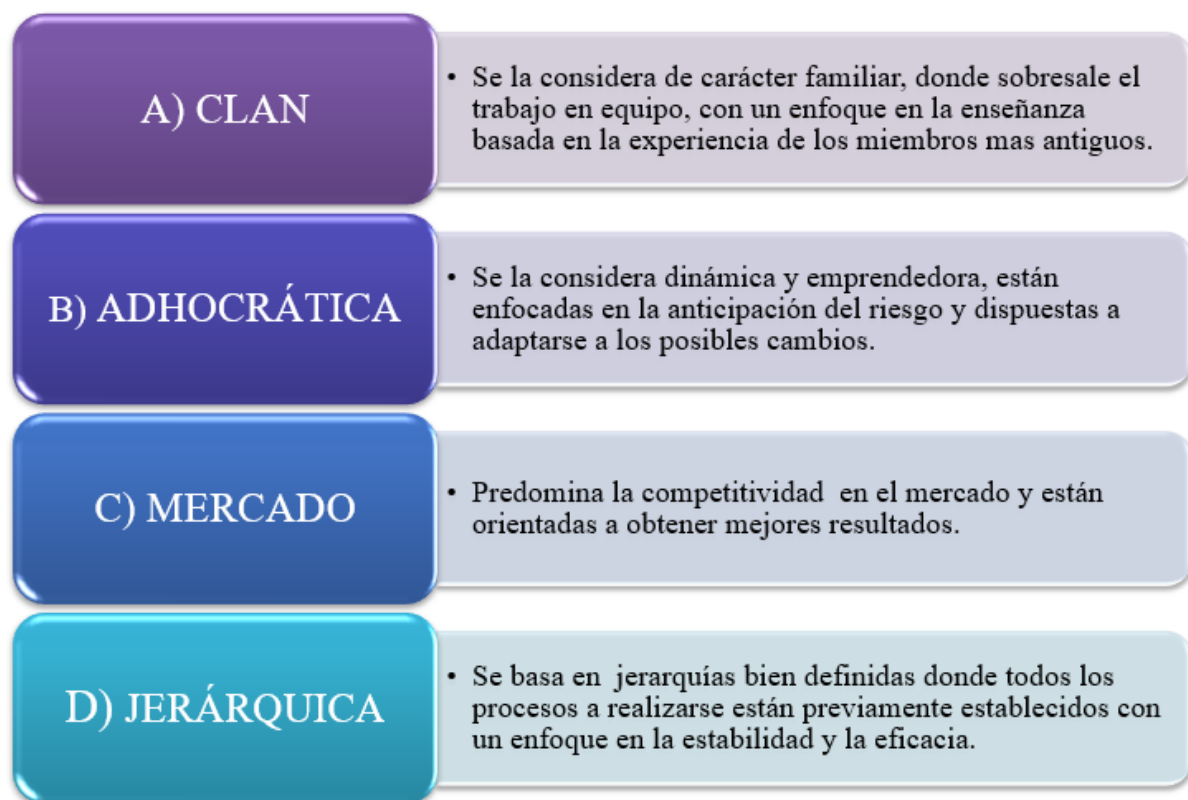 A) CLAN
• Se la considera de carácter familiar, donde sobresale el
trabajo en equipo, con un enfoque en la enseñanza
basada en la experiencia de los miembros mas antiguos.
B) ADHOCRÁTICA
• Se la considera dinámica y emprendedora, están
enfocadas en la anticipación del riesgo y dispuestas a
adaptarse a los posibles cambios.
C) MERCADO
• Predomina la competitividad en el mercado y están
orientadas a obtener mejores resultados.
D) JERÁRQUICA
• Se basa en jerarquías bien definidas donde todos los
procesos a realizarse están previamente establecidos con
un enfoque en la estabilidad y la eficacia.